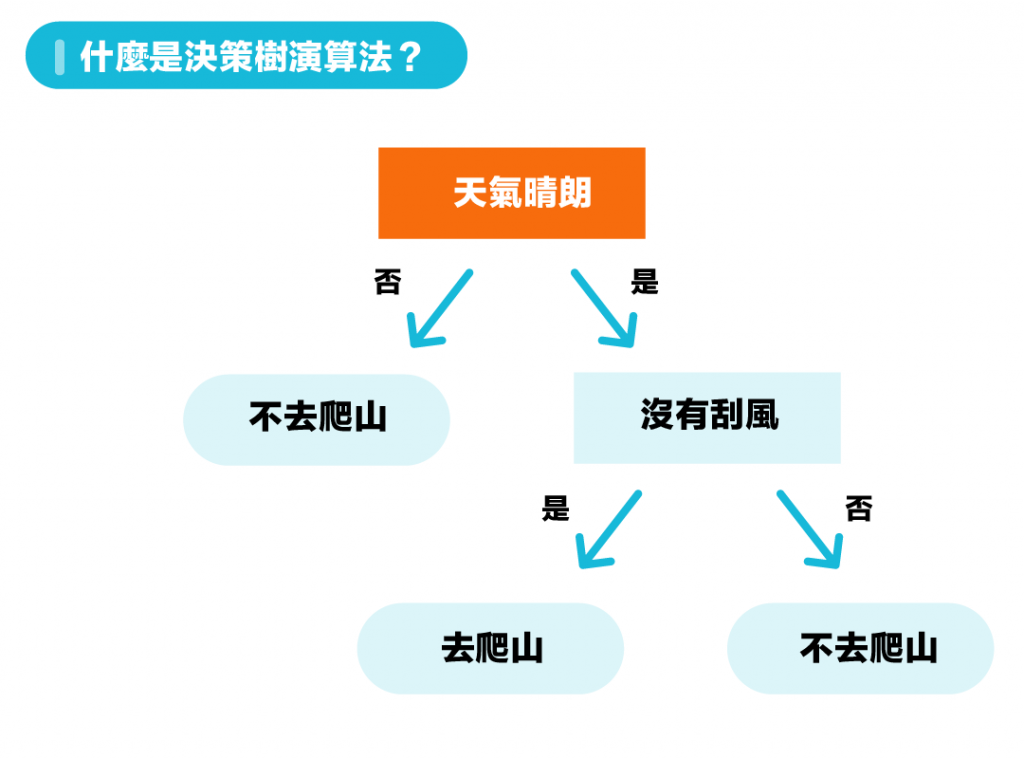 什麼是決策樹演算法？
天氣晴朗
否
是
不去爬山
沒有刮風
是
否
去爬山
不去爬山